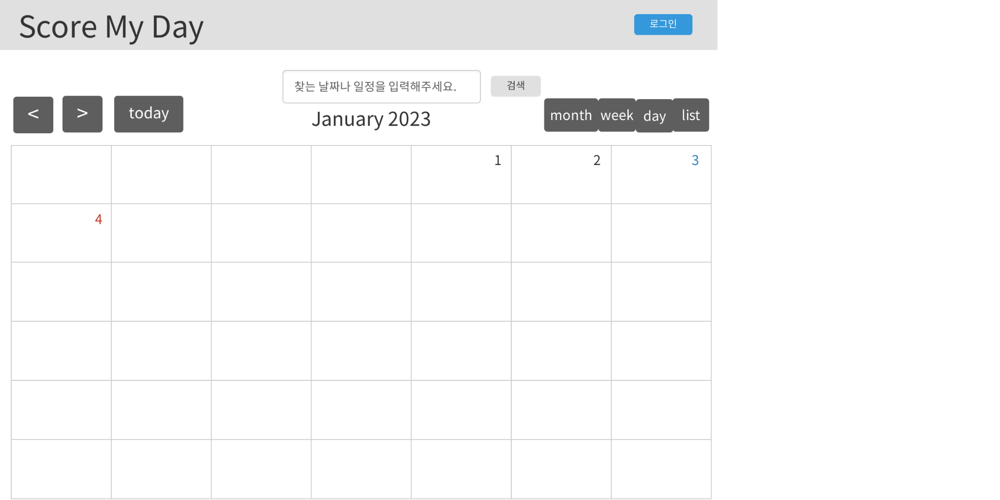 Score My Day
로그인
찾는 날짜나 일정을 입력해주세요.
검색
< > today
January 2023
month week day list
1 2 3
4